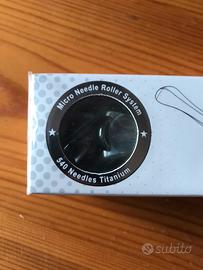 Micro Needle Roller System
540 Needles Titanium
subito